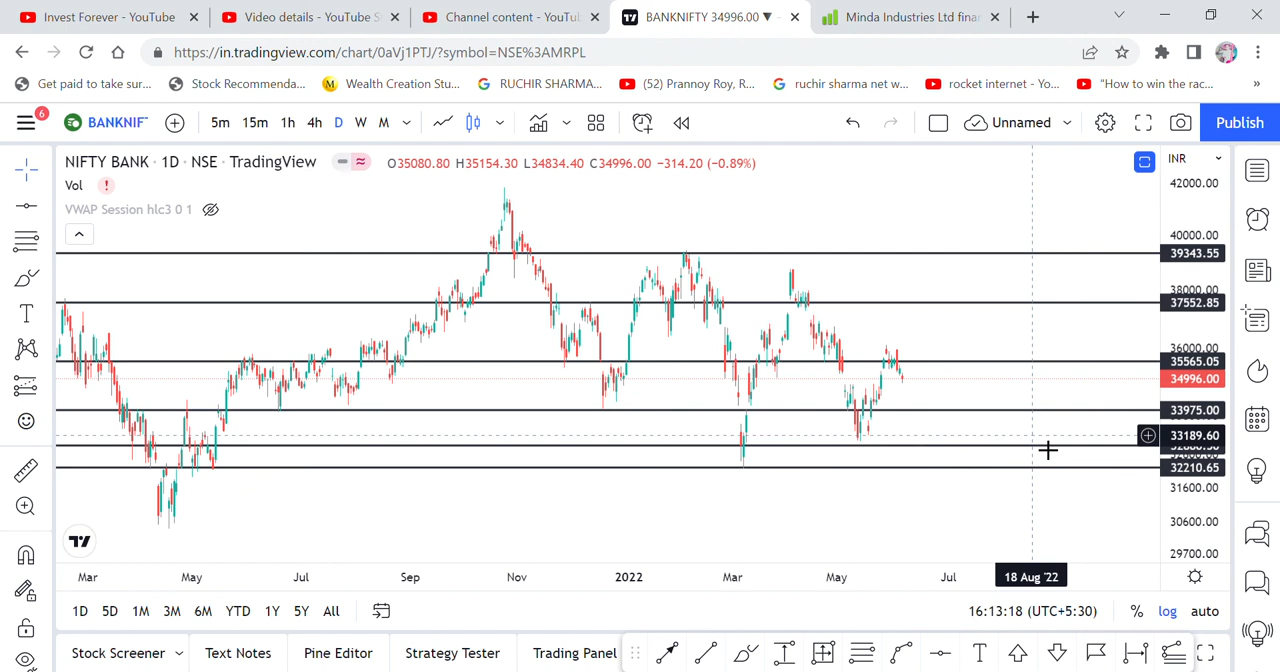 Invest Forever - YouTube
Video details - YouTube S
Channel content - YouTu
BANKNIFTY 34996.00 ▼
Minda Industries Ltd finan
https://in.tradingview.com/chart/0aVj1PTJ/?symbol=NSE%3AMRPL
Get paid to take sur...
Stock Recommenda...
Wealth Creation Stu...
RUCHIR SHARMA...
(52) Prannoy Roy, R...
ruchir sharma net w...
rocket internet - Yo...
"How to win the rac...
»
6
BANKNIF
5m 15m 1h 4h D W M
Unnamed
Publish
NIFTY BANK · 1D · NSE · TradingView
O35080.80 H35154.30 L34834.40 C34996.00 −314.20 (−0.89%)
INR
Vol !
VWAP Session hlc3 0 1
42000.00
40000.00
39343.55
38000.00
37552.85
36000.00
35565.05
34996.00
33975.00
33189.60
32210.65
31600.00
30600.00
29700.00
Mar May Jul Sep Nov 2022 Mar May Jul 18 Aug '22
1D 5D 1M 3M 6M YTD 1Y 5Y All
16:13:18 (UTC+5:30) % log auto
Stock Screener Text Notes Pine Editor Strategy Tester Trading Panel